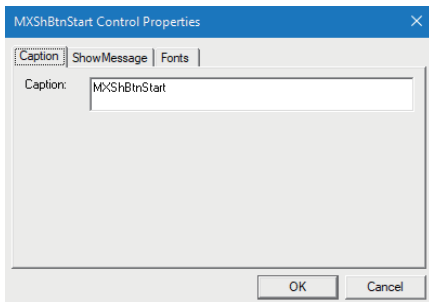 MXShBtnStart Control Properties
Caption ShowMessage Fonts
Caption: MXShBtnStart
OK Cancel